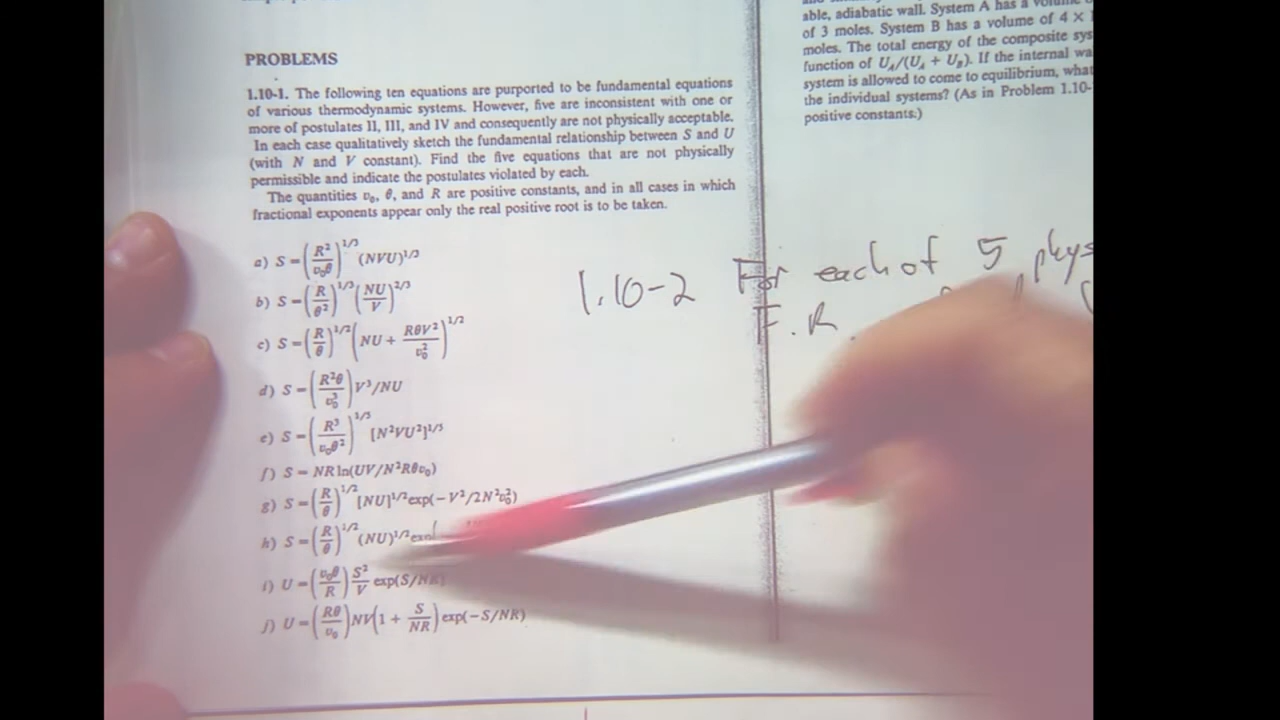 PROBLEMS
1.10-1. The following ten equations are purported to be fundamental equations
of various thermodynamic systems. However, five are inconsistent with one or
more of postulates II, III, and IV and consequently are not physically acceptable.
In each case qualitatively sketch the fundamental relationship between S and U
(with N and V constant). Find the five equations that are not physically
permissible and indicate the postulates violated by each.
The quantities v₀, θ, and R are positive constants, and in all cases in which
fractional exponents appear only the real positive root is to be taken.
a) S = (R²/v₀θ)^1/3 (NVU)^1/3
b) S = (R/θ²)^1/3 (NU/V)^2/3
c) S = (R/θ)^1/2 (NU + RθV²/v₀²)^1/2
d) S = (R²θ/v₀³) V³/NU
e) S = (R³/v₀θ²)^1/5 [N²VU²]^1/5
f) S = NR ln(UV/N²Rθv₀)
g) S = (R/θ)^1/2 [NU]^1/2 exp(−V²/2N²v₀²)
h) S = (R/θ)^1/2 (NU)^1/2 exp(
i) U = (v₀θ/R) S²/V exp(S/NR)
j) U = (Rθ/v₀) NV(1 + S/NR) exp(−S/NR)
able, adiabatic wall. System A has a volume
of 3 moles. System B has a volume of 4 ×
moles. The total energy of the composite sys
function of U_A/(U_A + U_B). If the internal wa
system is allowed to come to equilibrium, what
the individual systems? (As in Problem 1.10-
positive constants.)
1.10-2 For each of 5 phys
F.R.